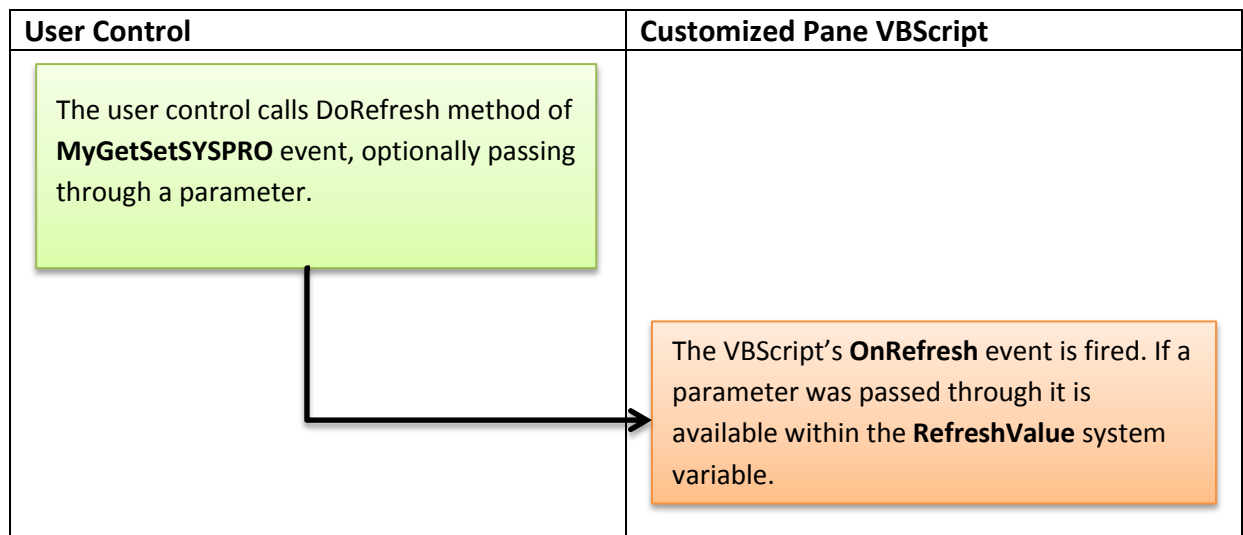 User Control
Customized Pane VBScript
The user control calls DoRefresh method of
MyGetSetSYSPRO event, optionally passing
through a parameter.
The VBScript’s OnRefresh event is fired. If a
parameter was passed through it is
available within the RefreshValue system
variable.